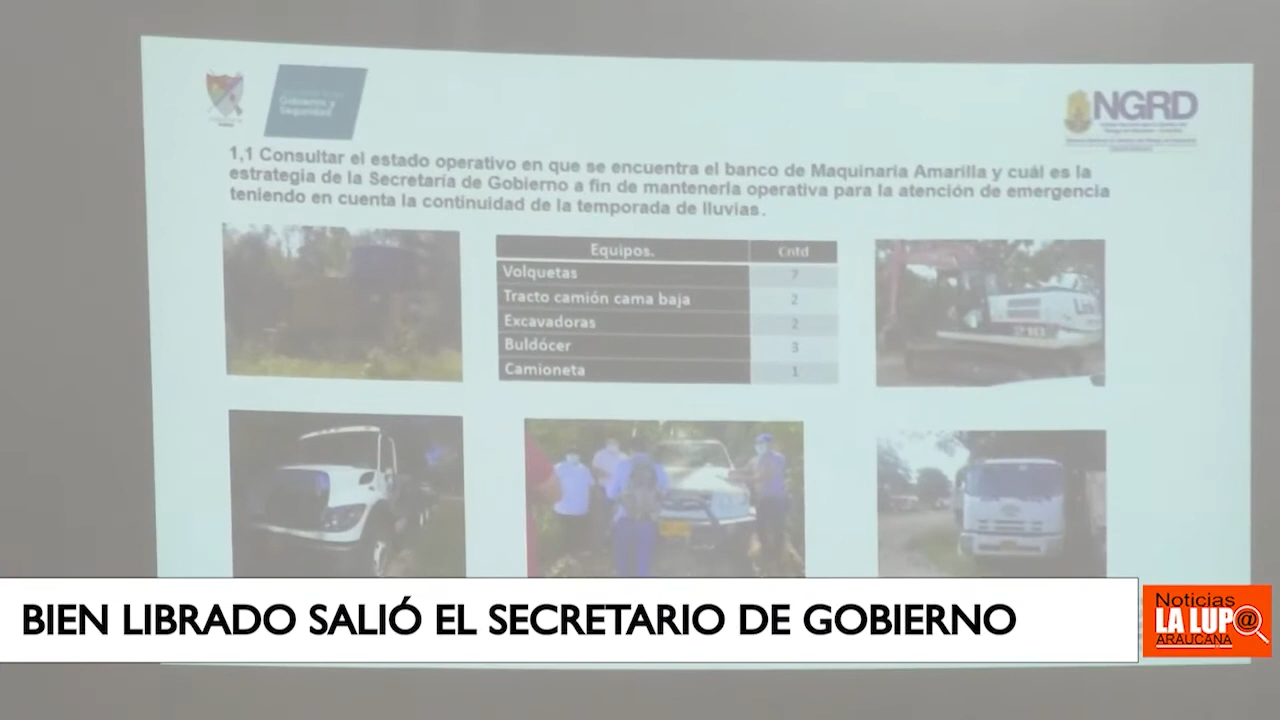 Gobierno y
Seguridad
NGRD
1,1 Consultar el estado operativo en que se encuentra el banco de Maquinaría Amarilla y cuál es la
estrategia de la Secretaría de Gobierno a fin de mantenerla operativa para la atención de emergencia
teniendo en cuenta la continuidad de la temporada de lluvias.
Equipos. Cntd
Volquetas 7
Tracto camión cama baja 2
Excavadoras 2
Buldócer 3
Camioneta 1
BIEN LIBRADO SALIÓ EL SECRETARIO DE GOBIERNO
Noticias
LA LUP@
ARAUCANA